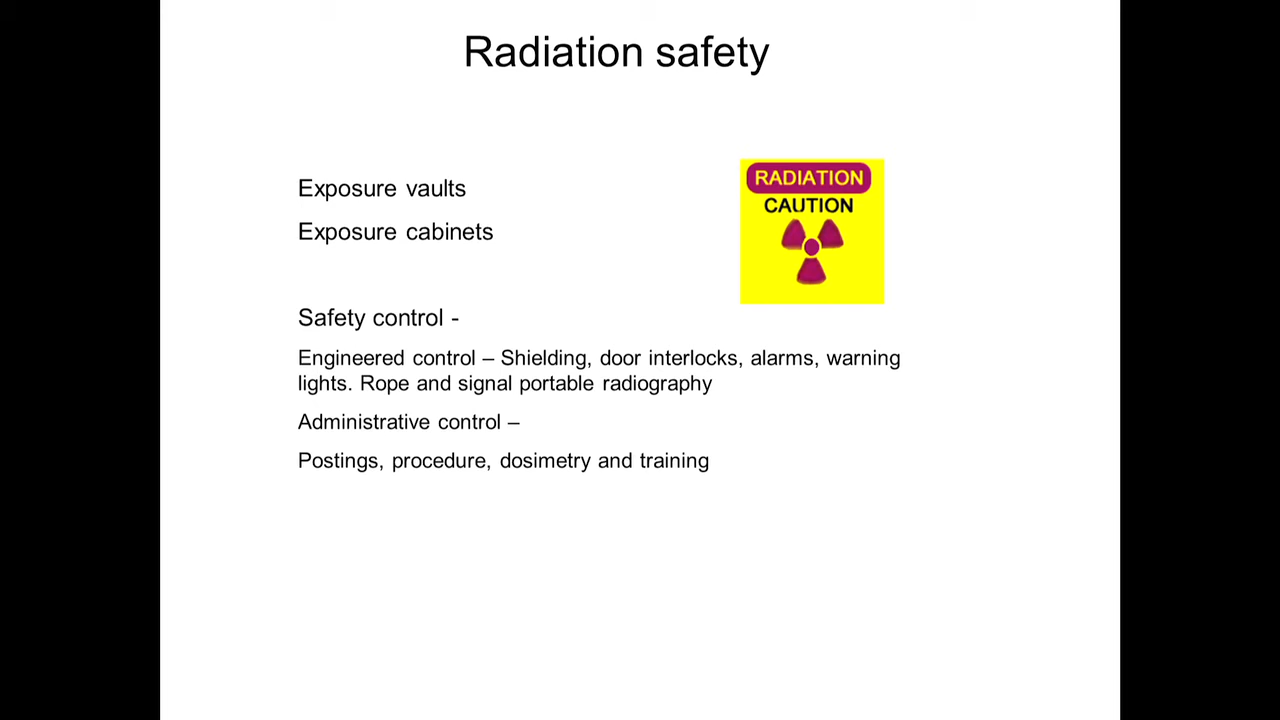 Radiation safety
Exposure vaults
Exposure cabinets
RADIATION
CAUTION
Safety control -
Engineered control – Shielding, door interlocks, alarms, warning
lights. Rope and signal portable radiography
Administrative control –
Postings, procedure, dosimetry and training